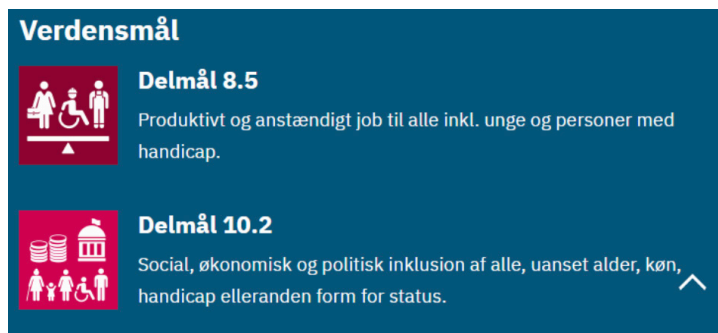 Verdensmål
Delmål 8.5
Produktivt og anstændigt job til alle inkl. unge og personer med
handicap.
Delmål 10.2
Social, økonomisk og politisk inklusion af alle, uanset alder, køn,
handicap elleranden form for status.